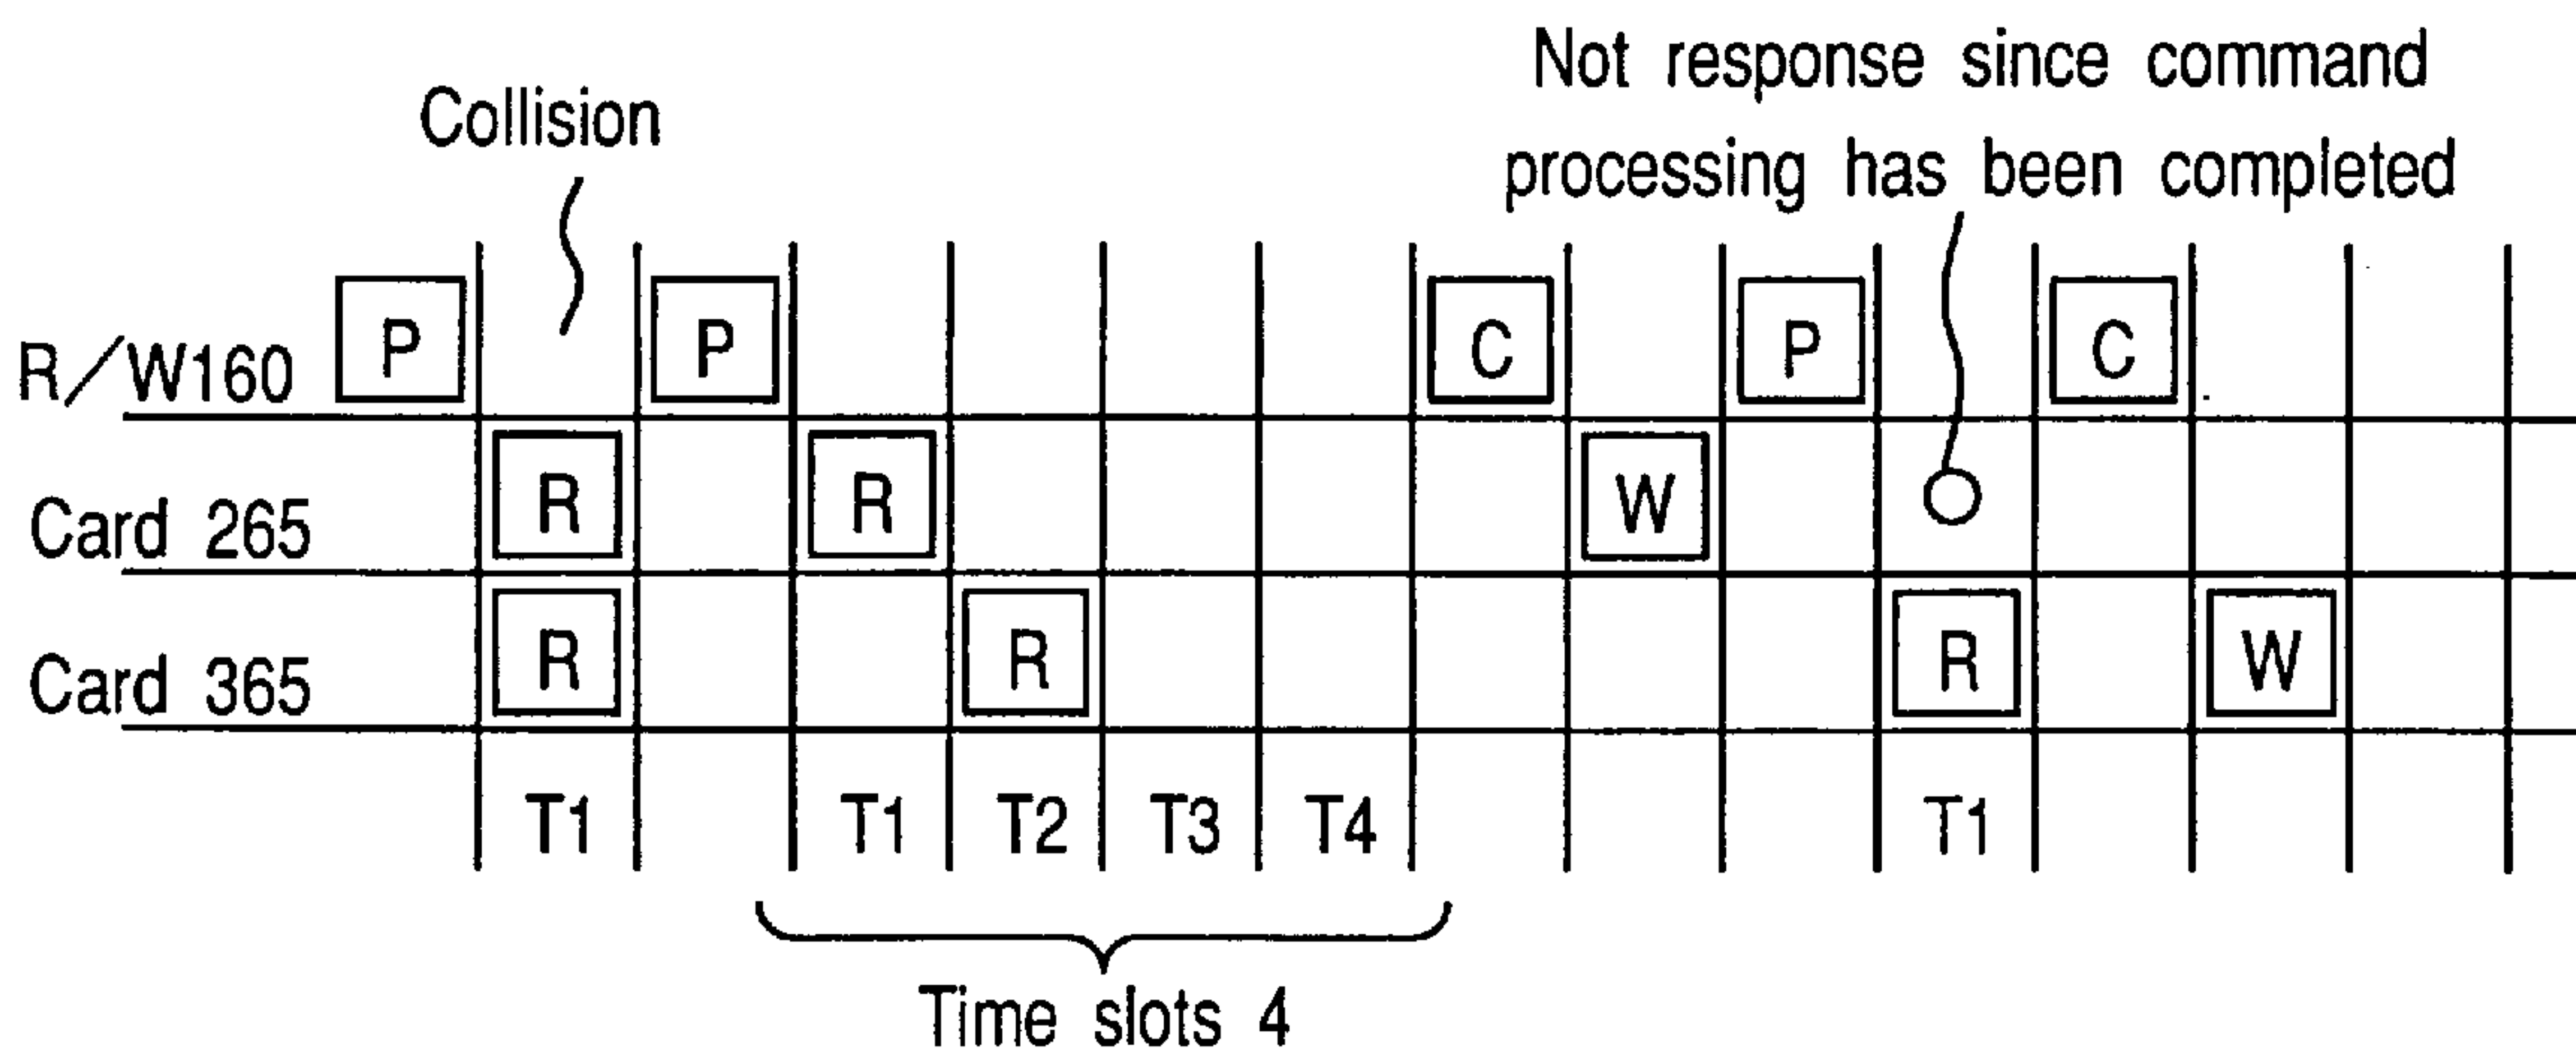 Not response since command
processing has been completed
Collision
R/W160 P P C P C
Card 265 R R W
Card 365 R R R W
T1 T1 T2 T3 T4 T1
Time slots 4